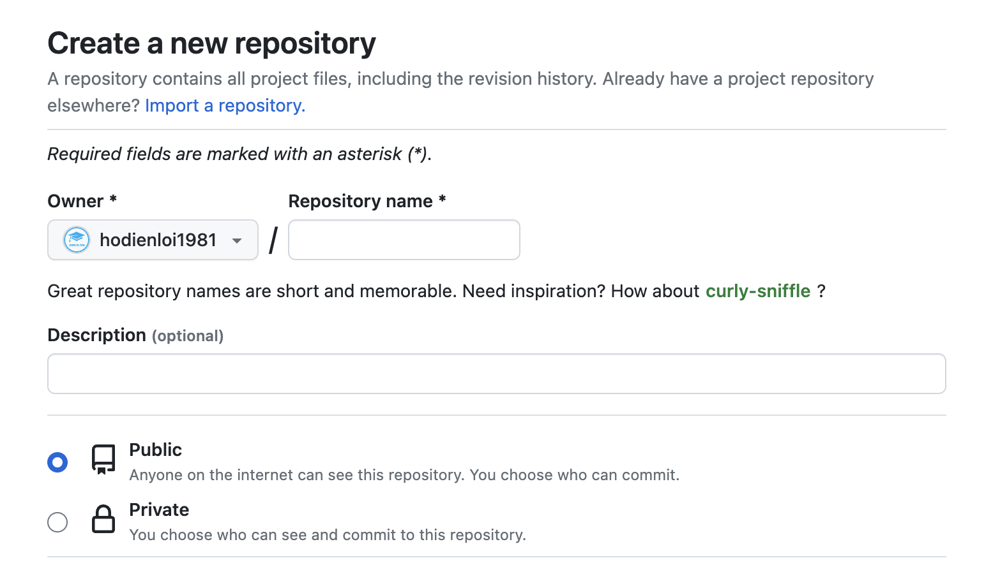 Create a new repository
A repository contains all project files, including the revision history. Already have a project repository
elsewhere? Import a repository.
Required fields are marked with an asterisk (*).
Owner *
Repository name *
hodienloi1981
/
Great repository names are short and memorable. Need inspiration? How about curly-sniffle ?
Description (optional)
Public
Anyone on the internet can see this repository. You choose who can commit.
Private
You choose who can see and commit to this repository.